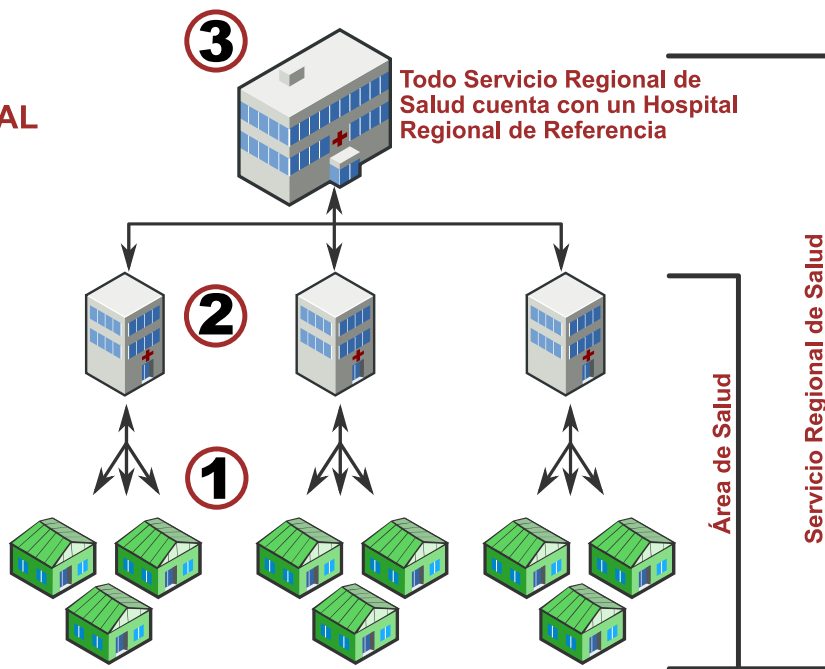 3
Todo Servicio Regional de
Salud cuenta con un Hospital
Regional de Referencia
AL
2
1
Área de Salud
Servicio Regional de Salud